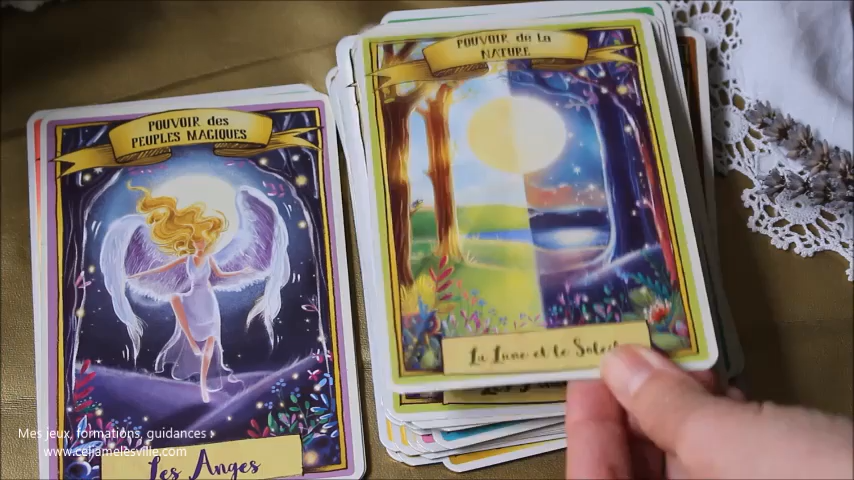 POUVOIR des
PEUPLES MAGIQUES
Les Anges
POUVOIR de la
NATURE
La Lune et le Soleil
Mes jeux, formations, guidances :
www.celjamelesville.com